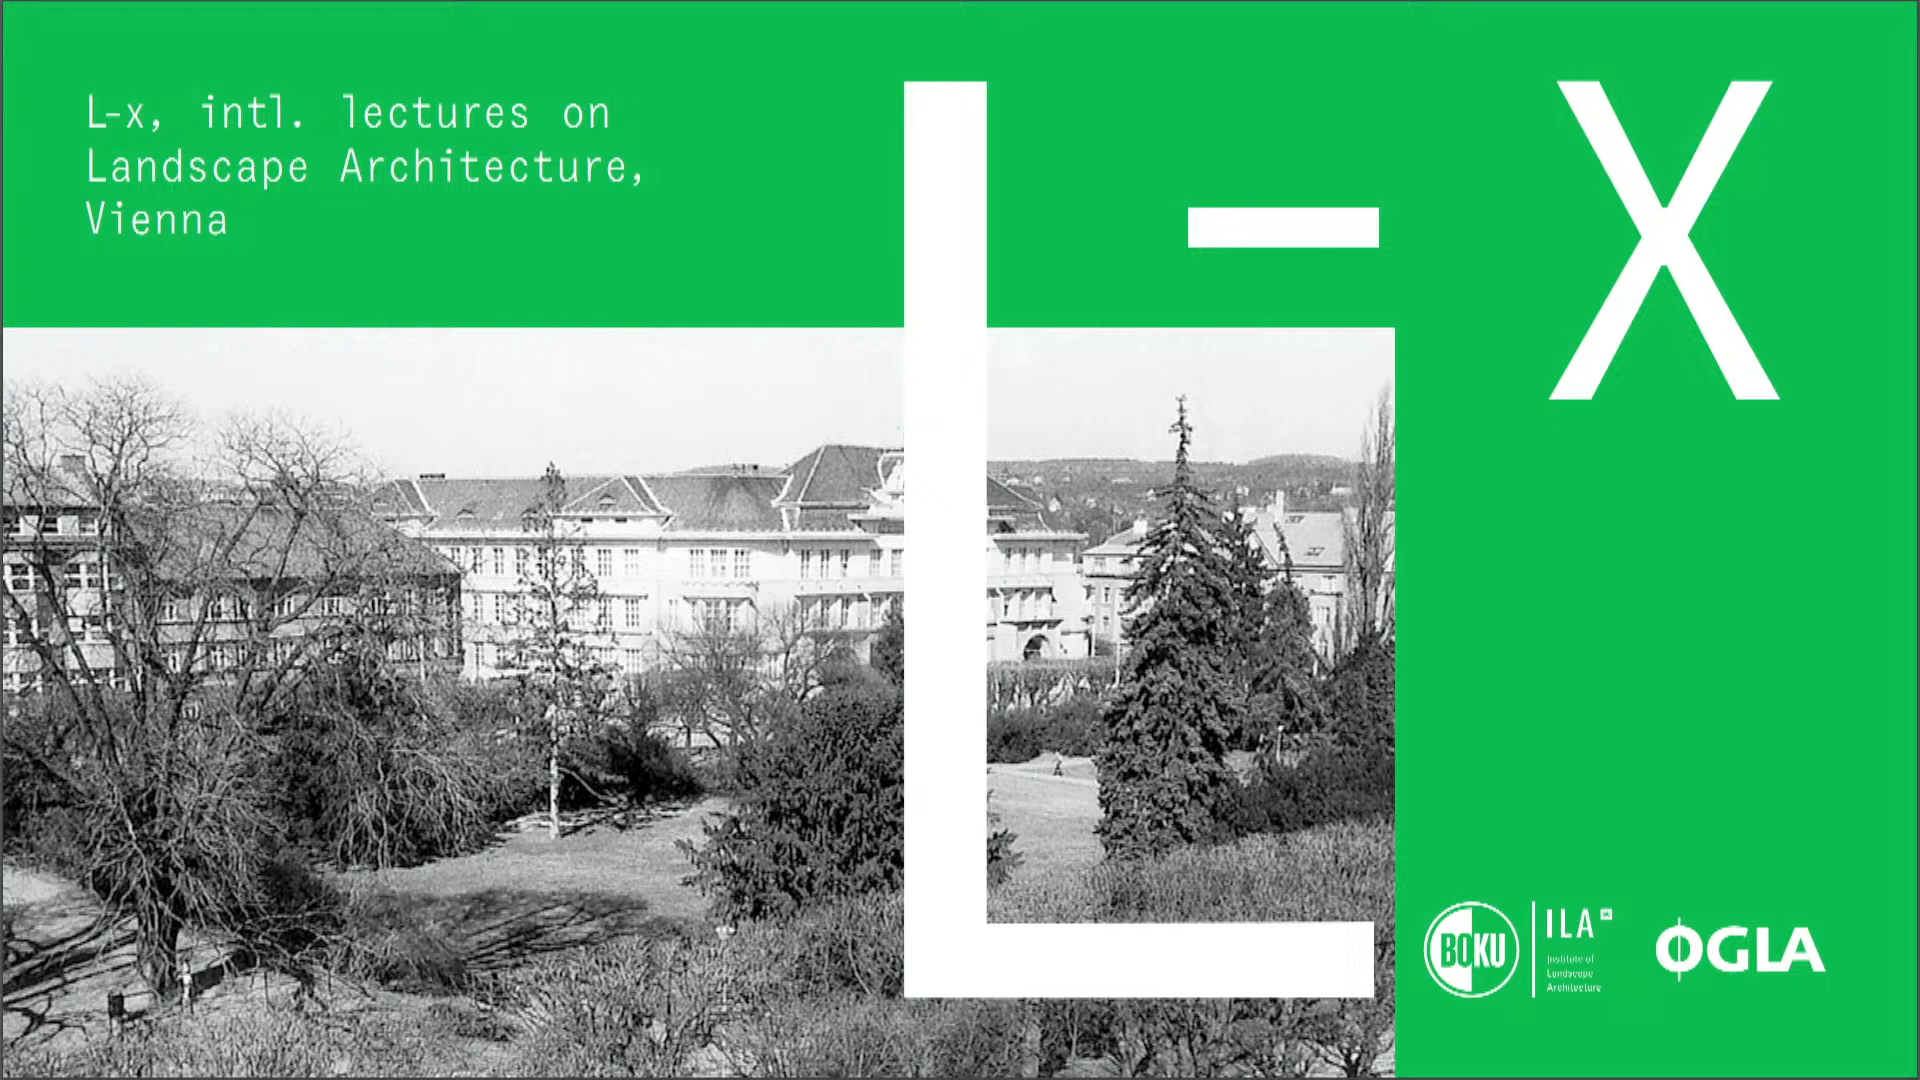 L-x, intl. lectures on
Landscape Architecture,
Vienna
L-X
BOKU
ILA
Institute of
Landscape
Architecture
ÖGLA